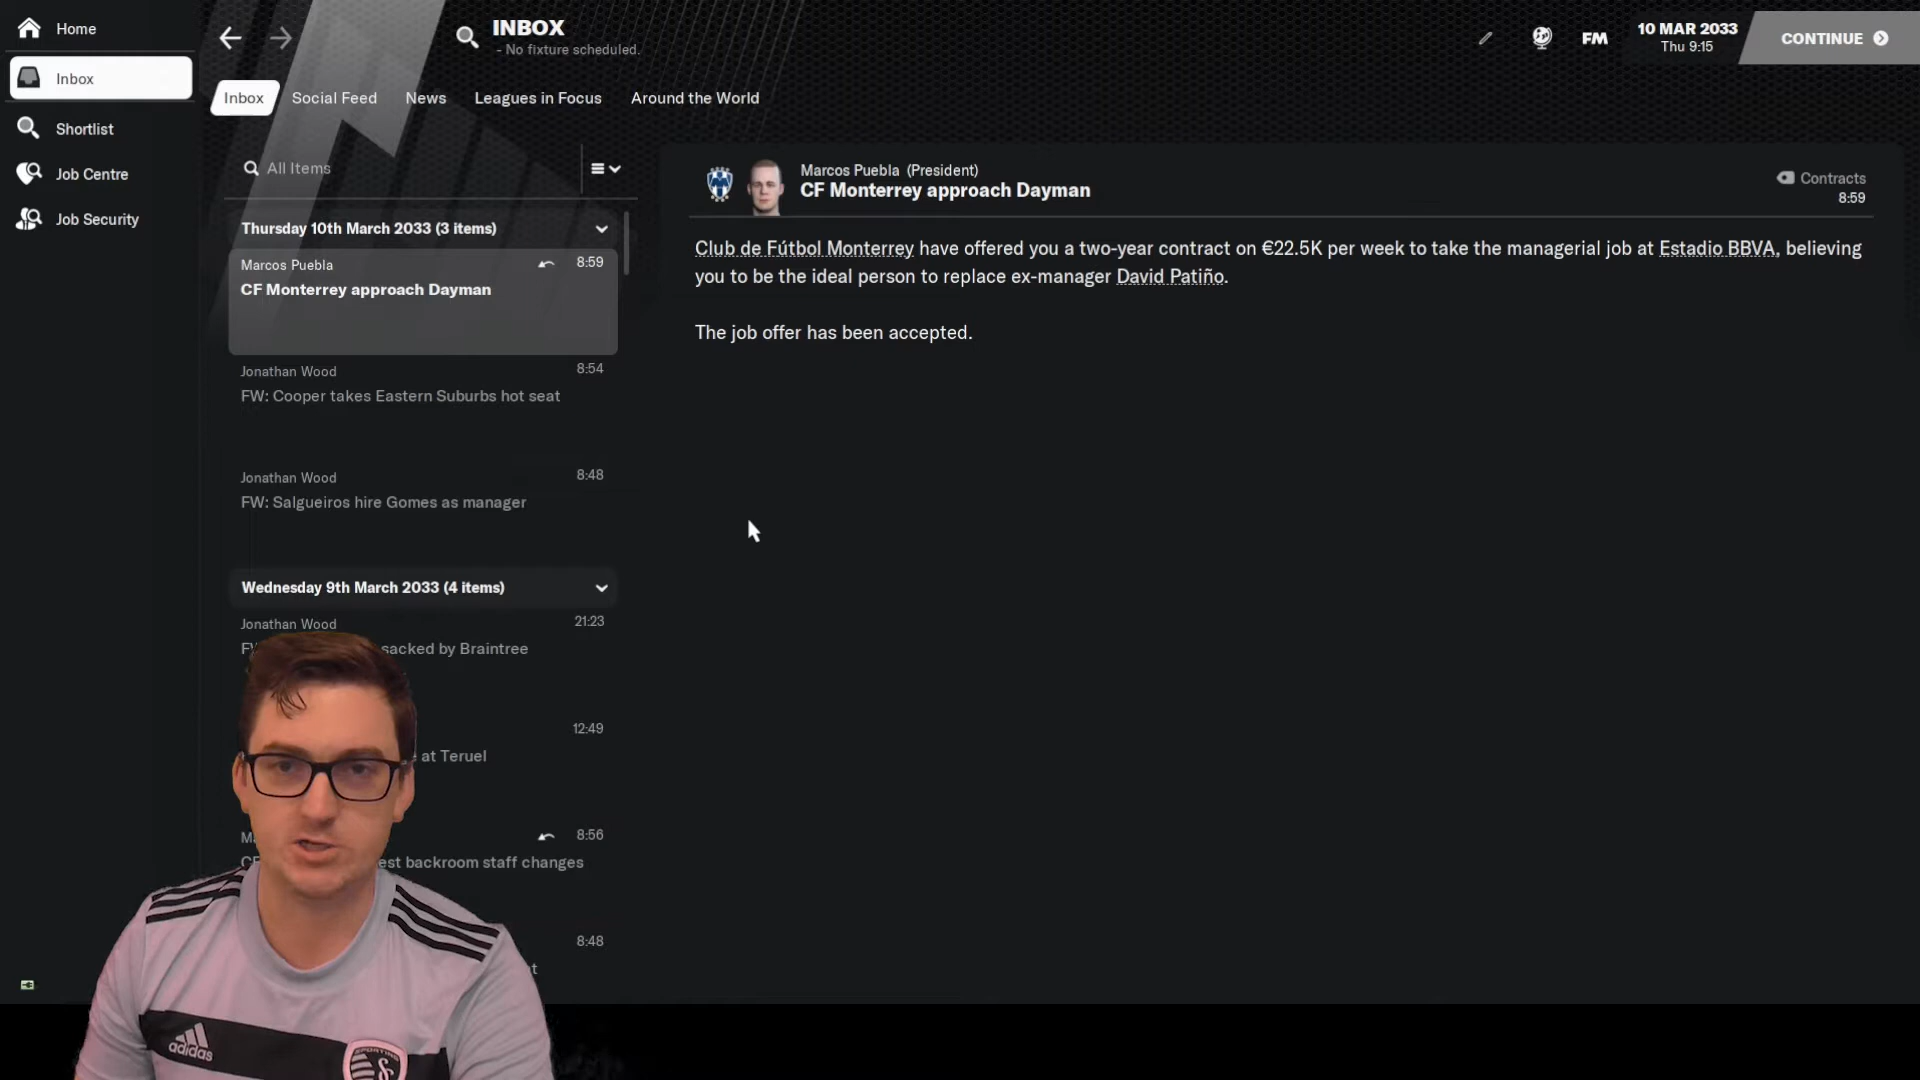 Home
Inbox
Shortlist
Job Centre
Job Security
INBOX
- No fixture scheduled.
FM
10 MAR 2033
Thu 9:15
CONTINUE
Inbox
Social Feed
News
Leagues in Focus
Around the World
All Items
Thursday 10th March 2033 (3 items)
Marcos Puebla
8:59
CF Monterrey approach Dayman
Jonathan Wood
8:54
FW: Cooper takes Eastern Suburbs hot seat
Jonathan Wood
8:48
FW: Salgueiros hire Gomes as manager
Wednesday 9th March 2033 (4 items)
Jonathan Wood
21:23
sacked by Braintree
12:49
at Teruel
8:56
backroom staff changes
8:48
Marcos Puebla (President)
CF Monterrey approach Dayman
Contracts
8:59
Club de Fútbol Monterrey have offered you a two-year contract on €22.5K per week to take the managerial job at Estadio BBVA, believing
you to be the ideal person to replace ex-manager David Patiño.
The job offer has been accepted.
adidas
SPORTING